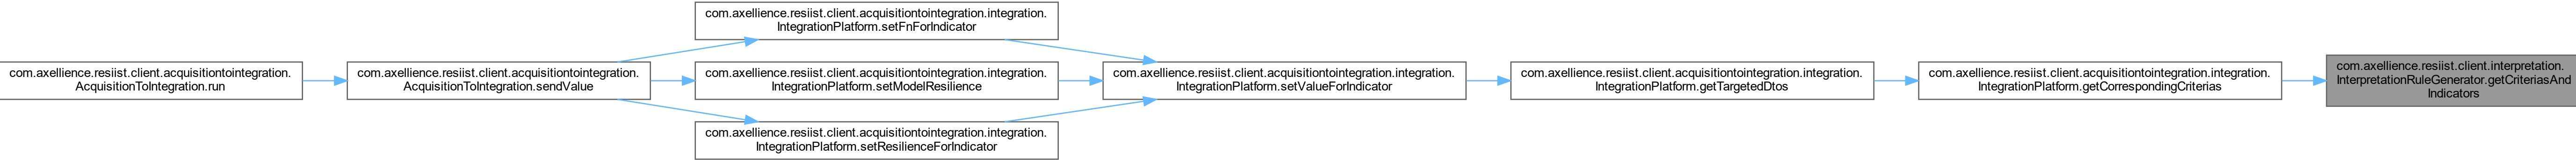 com.axellience.resiist.client.acquisitiontointegration.
AcquisitionToIntegration.run
com.axellience.resiist.client.acquisitiontointegration.
AcquisitionToIntegration.sendValue
com.axellience.resiist.client.acquisitiontointegration.integration.
IntegrationPlatform.setFnForIndicator
com.axellience.resiist.client.acquisitiontointegration.integration.
IntegrationPlatform.setModelResilience
com.axellience.resiist.client.acquisitiontointegration.integration.
IntegrationPlatform.setResilienceForIndicator
com.axellience.resiist.client.acquisitiontointegration.integration.
IntegrationPlatform.setValueForIndicator
com.axellience.resiist.client.acquisitiontointegration.integration.
IntegrationPlatform.getTargetedDtos
com.axellience.resiist.client.acquisitiontointegration.integration.
IntegrationPlatform.getCorrespondingCriterias
com.axellience.resiist.client.interpretation.
InterpretationRuleGenerator.getCriteriasAnd
Indicators